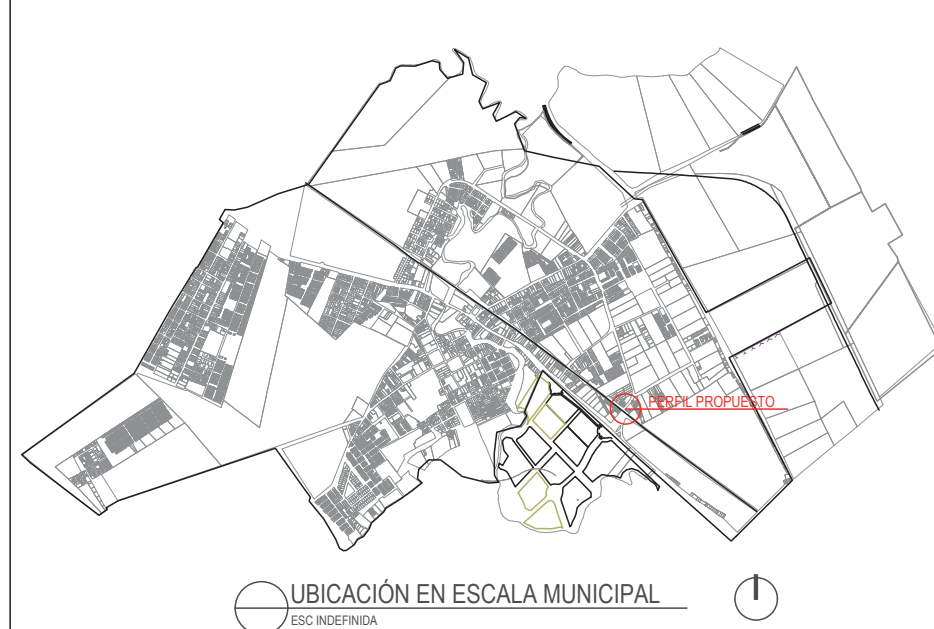 PERFIL PROPUESTO
UBICACIÓN EN ESCALA MUNICIPAL
ESC INDEFINIDA